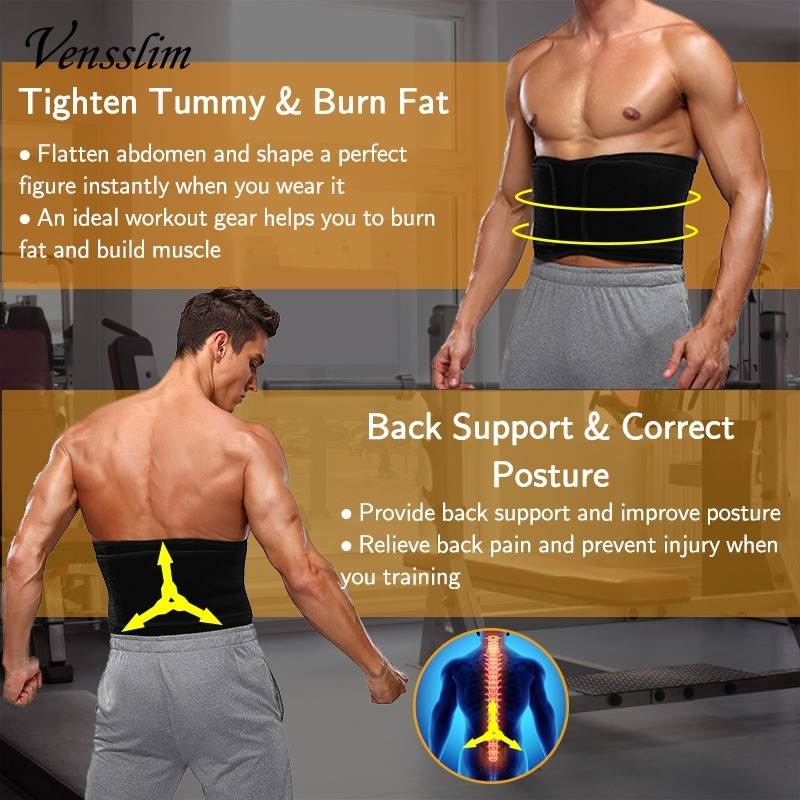 Vensslim
Tighten Tummy & Burn Fat
• Flatten abdomen and shape a perfect
figure instantly when you wear it
• An ideal workout gear helps you to burn
fat and build muscle
Back Support & Correct
Posture
• Provide back support and improve posture
• Relieve back pain and prevent injury when
you training